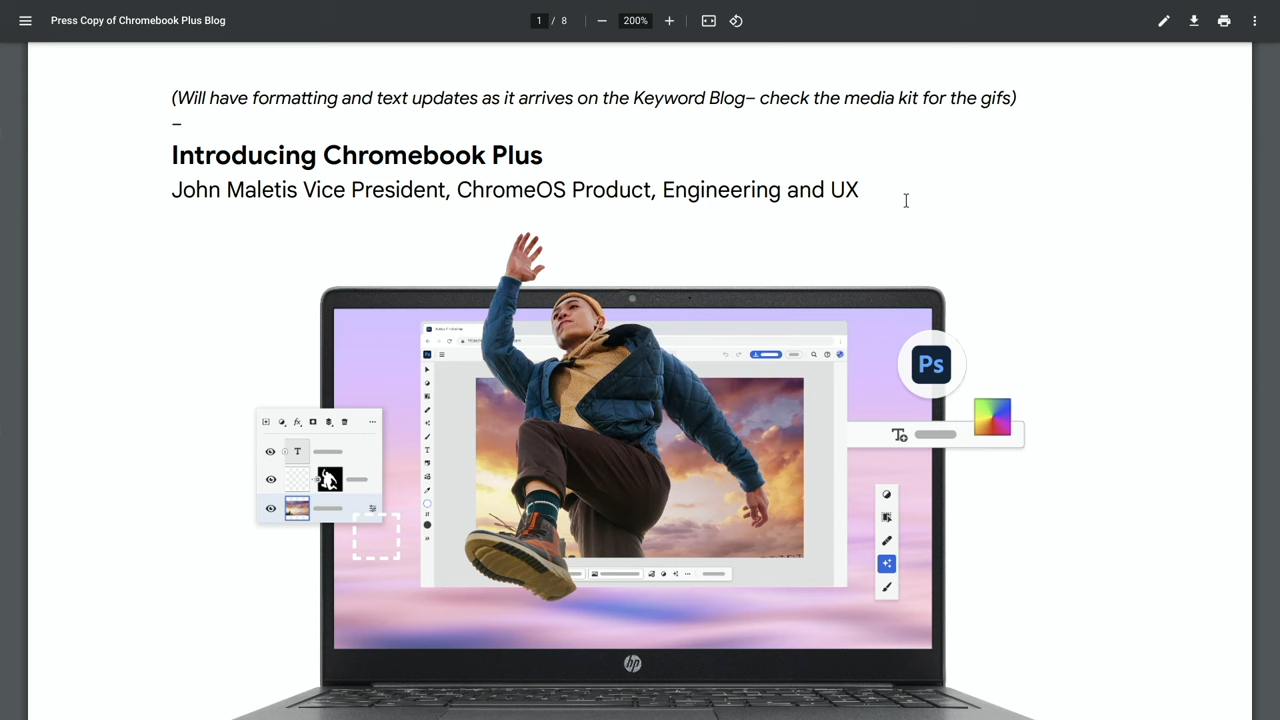 Press Copy of Chromebook Plus Blog
1 / 8
200%
(Will have formatting and text updates as it arrives on the Keyword Blog– check the media kit for the gifs)
–
Introducing Chromebook Plus
John Maletis Vice President, ChromeOS Product, Engineering and UX
Ps
hp